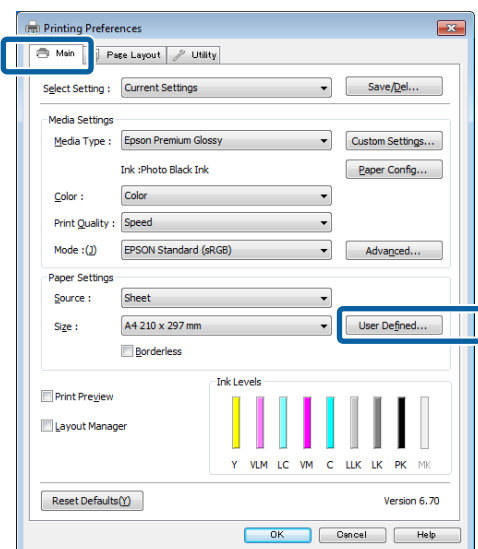 Printing Preferences
Main Page Layout Utility
Select Setting : Current Settings Save/Del...
Media Settings
Media Type : Epson Premium Glossy Custom Settings...
Ink :Photo Black Ink Paper Config...
Color : Color
Print Quality : Speed
Mode :(J) EPSON Standard (sRGB) Advanced...
Paper Settings
Source : Sheet
Size : A4 210 x 297 mm User Defined...
Borderless
Ink Levels
Print Preview
Layout Manager
Y VLM LC VM C LLK LK PK MK
Reset Defaults(Y) Version 6.70
OK Cancel Help